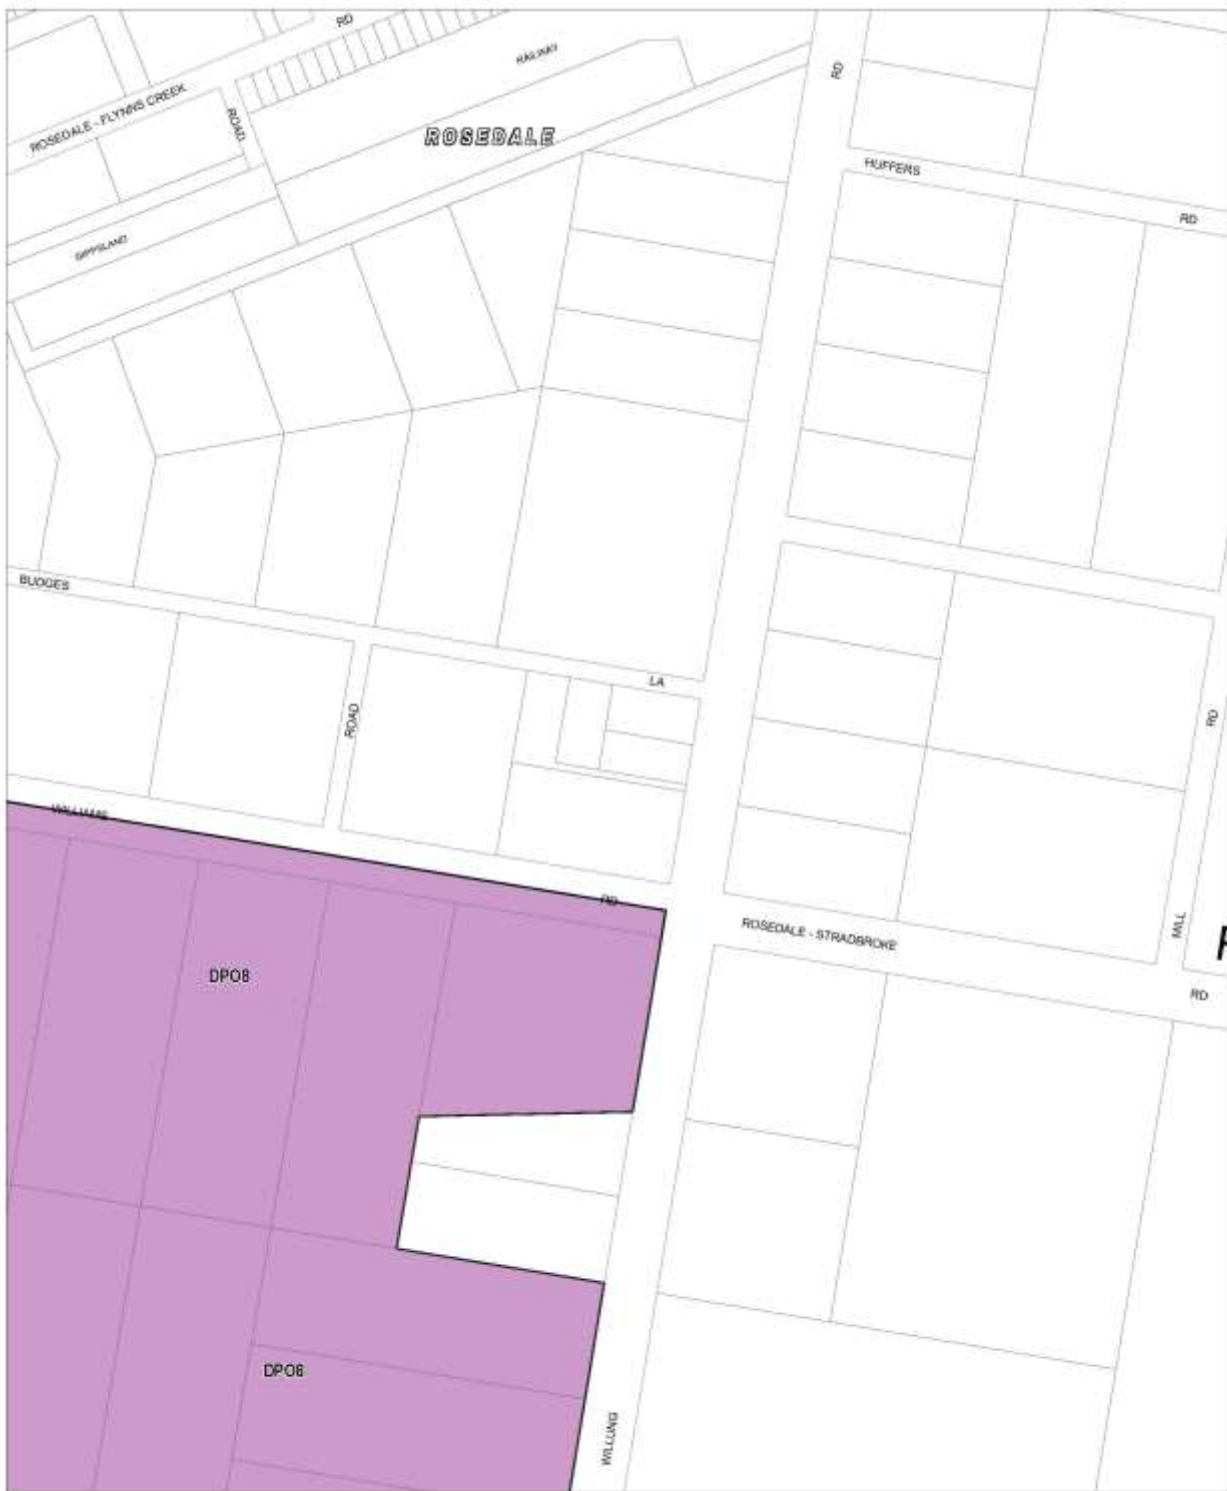 RD
RAILWAY
RD
ROSEDALE - FLYNNS CREEK
ROAD
ROSEDALE
HUFFERS
RD
GIPPSLAND
BUDGES
LA
ROAD
RD
WILLIAMS
RD
ROSEDALE - STRADBROKE
MILL
RD
DPO8
DPO8
WILLUNG